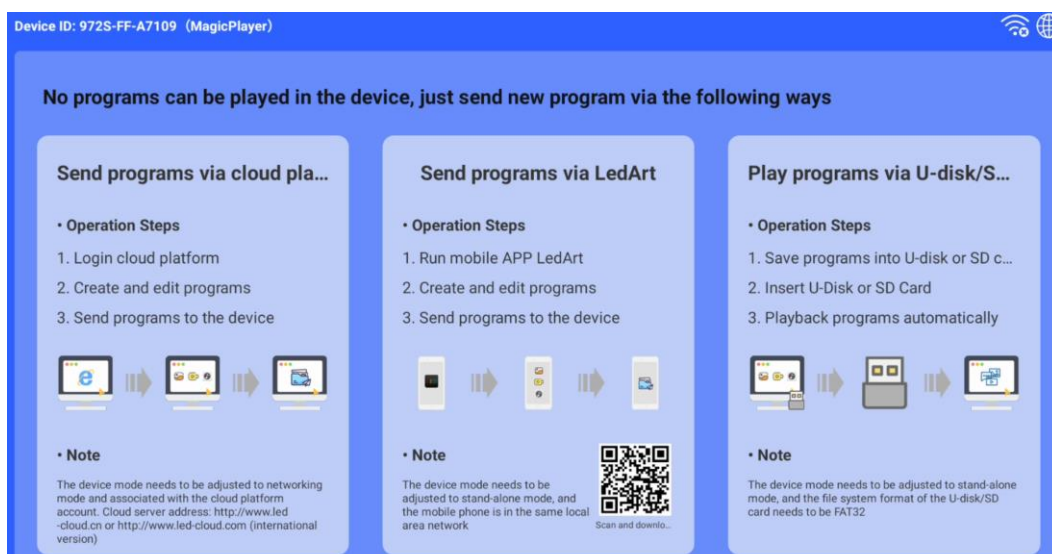 Device ID: 972S-FF-A7109（MagicPlayer）
No programs can be played in the device, just send new program via the following ways
Send programs via cloud pla...
• Operation Steps
1. Login cloud platform
2. Create and edit programs
3. Send programs to the device
• Note
The device mode needs to be adjusted to networking
mode and associated with the cloud platform
account. Cloud server address: http://www.led
-cloud.cn or http://www.led-cloud.com (international
version)
Send programs via LedArt
• Operation Steps
1. Run mobile APP LedArt
2. Create and edit programs
3. Send programs to the device
• Note
The device mode needs to be
adjusted to stand-alone mode, and
the mobile phone is in the same local
area network
Scan and downlo..
Play programs via U-disk/S...
• Operation Steps
1. Save programs into U-disk or SD c...
2. Insert U-Disk or SD Card
3. Playback programs automatically
• Note
The device mode needs to be adjusted to stand-alone
mode, and the file system format of the U-disk/SD
card needs to be FAT32